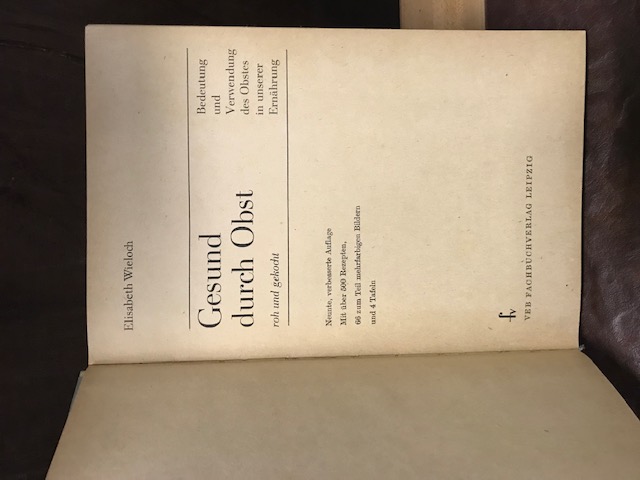 Elisabeth Wieloch
Gesund
durch Obst
roh und gekocht
Bedeutung
und
Verwendung
des Obstes
in unserer
Ernährung
Neunte, verbesserte Auflage
Mit über 500 Rezepten,
66 zum Teil mehrfarbigen Bildern
und 4 Tafeln
fv
VEB FACHBUCHVERLAG LEIPZIG